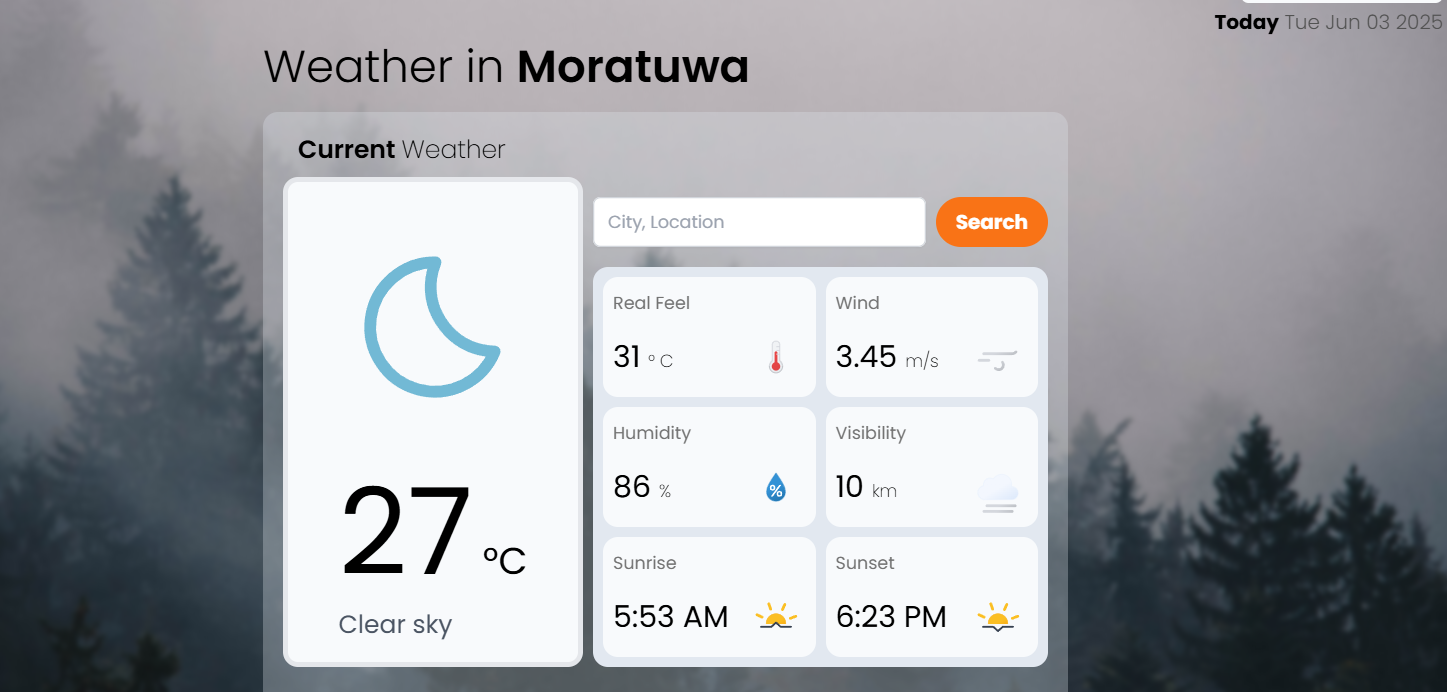 Today Tue Jun 03 2025
Weather in Moratuwa
Current Weather
27 °C
Clear sky
City, Location
Search
Real Feel
31 ° C
Wind
3.45 m/s
Humidity
86 %
%
Visibility
10 km
Sunrise
5:53 AM
Sunset
6:23 PM